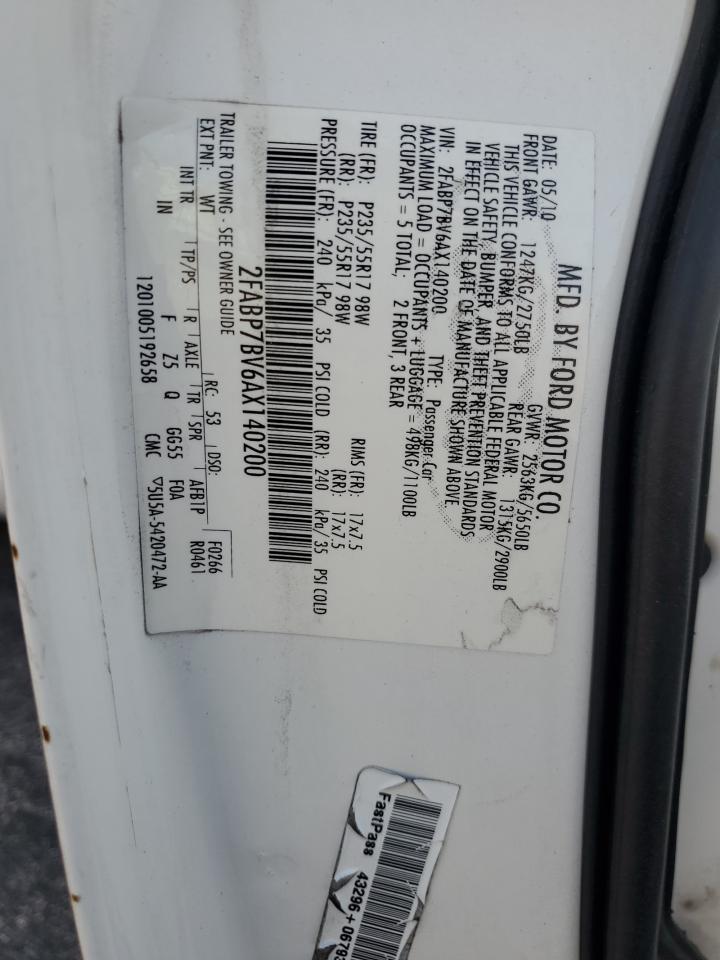 MFD. BY FORD MOTOR CO.
DATE: 05/10 GVWR: 2563KG/5650LB
FRONT GAWR: 1247KG/2750LB REAR GAWR: 1315KG/2900LB
THIS VEHICLE CONFORMS TO ALL APPLICABLE FEDERAL MOTOR
VEHICLE SAFETY, BUMPER, AND THEFT PREVENTION STANDARDS
IN EFFECT ON THE DATE OF MANUFACTURE SHOWN ABOVE.
VIN: 2FABP7BV6AX140200 TYPE: Passenger Car
MAXIMUM LOAD = OCCUPANTS + LUGGAGE = 498KG/1100LB
OCCUPANTS = 5 TOTAL, 2 FRONT, 3 REAR
TIRE (FR): P235/55R17 98W RIMS (FR): 17x7.5
(RR): P235/55R17 98W (RR): 17x7.5
PRESSURE (FR): 240 kPa/ 35 PSI COLD (RR): 240 kPa/35 PSI COLD
2FABP7BV6AX140200
TRAILER TOWING - SEE OWNER GUIDE
EXT PNT: WT RC: 53 DSO: F0266
R0461
INT TR TP/PS R AXLE TR SPR AFB1P
IN F Z5 Q GG55 FOA
1201005192658 CMC 5U5A-5420472-AA
FastPass 43296 +